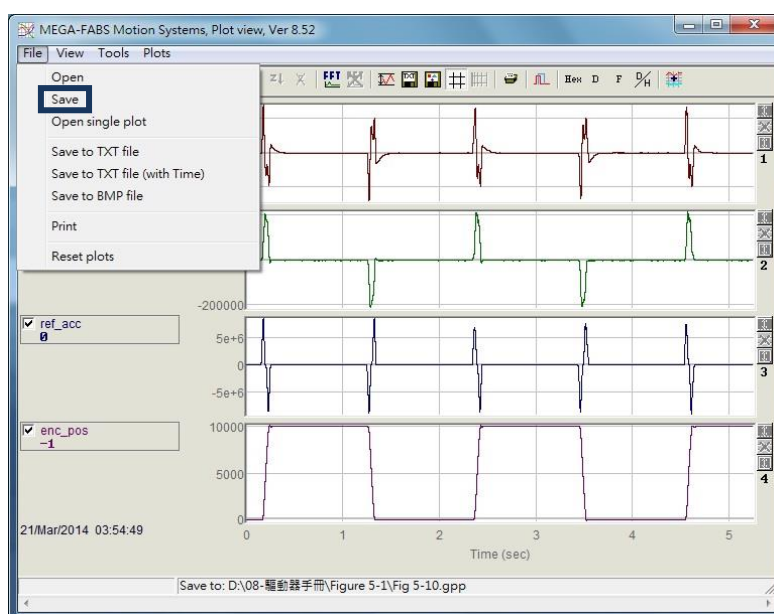 MEGA-FABS Motion Systems, Plot view, Ver 8.52
File View Tools Plots
Open
Save
Open single plot
Save to TXT file
Save to TXT file (with Time)
Save to BMP file
Print
Reset plots
FFT
Hex D F D/H
1
2
-200000
ref_acc
0
5e+6
0
-5e+6
3
enc_pos
-1
10000
5000
0
4
21/Mar/2014 03:54:49
0 1 2 3 4 5
Time (sec)
Save to: D:\08-驅動器手冊\Figure 5-1\Fig 5-10.gpp